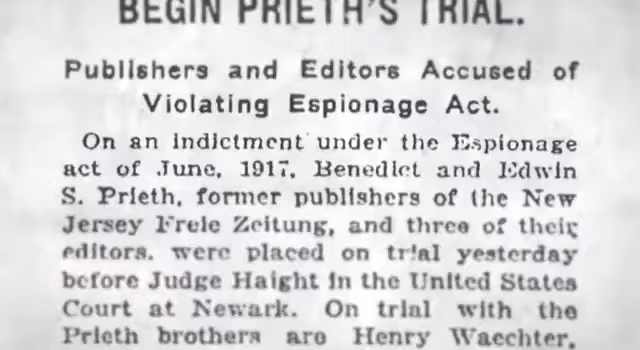 BEGIN PRIETH'S TRIAL.
Publishers and Editors Accused of
Violating Espionage Act.
On an indictment under the Espionage
act of June, 1917, Benedict and Edwin
S. Prieth, former publishers of the New
Jersey Freie Zeitung, and three of their
editors, were placed on trial yesterday
before Judge Haight in the United States
Court at Newark. On trial with the
Prieth brothers are Henry Waechter,